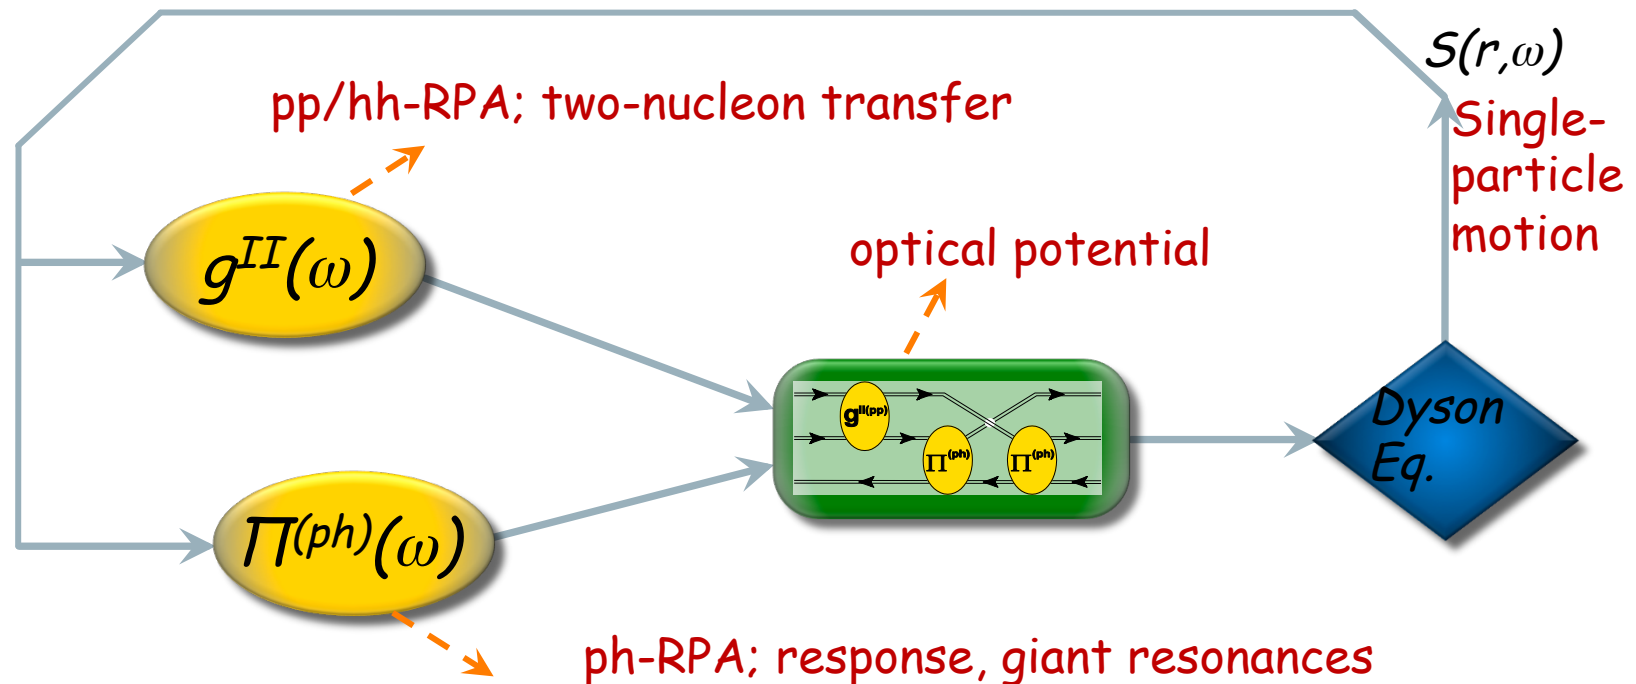 S(r,ω)
pp/hh-RPA; two-nucleon transfer
Single-
particle
motion
g^II(ω)
optical potential
g^II(pp)
Π^(ph) Π^(ph)
Dyson
Eq.
Π^(ph)(ω)
ph-RPA; response, giant resonances